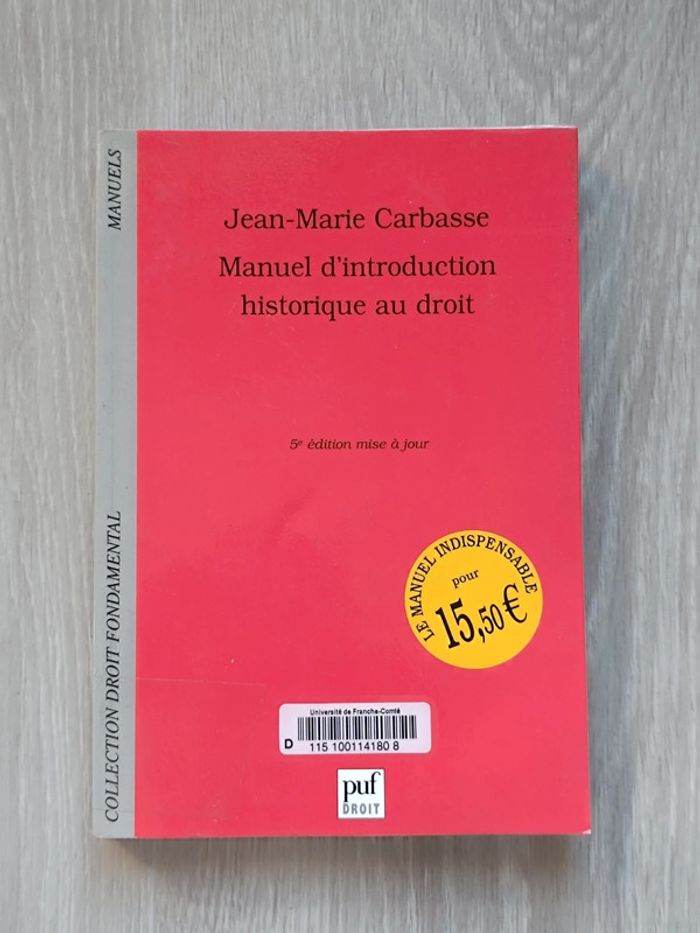 Jean-Marie Carbasse
Manuel d'introduction
historique au droit
5e édition mise à jour
LE MANUEL INDISPENSABLE
pour
15,50€
Université de Franche-Comté
D 115 100114180 8
puf
DROIT
COLLECTION DROIT FONDAMENTAL
MANUELS